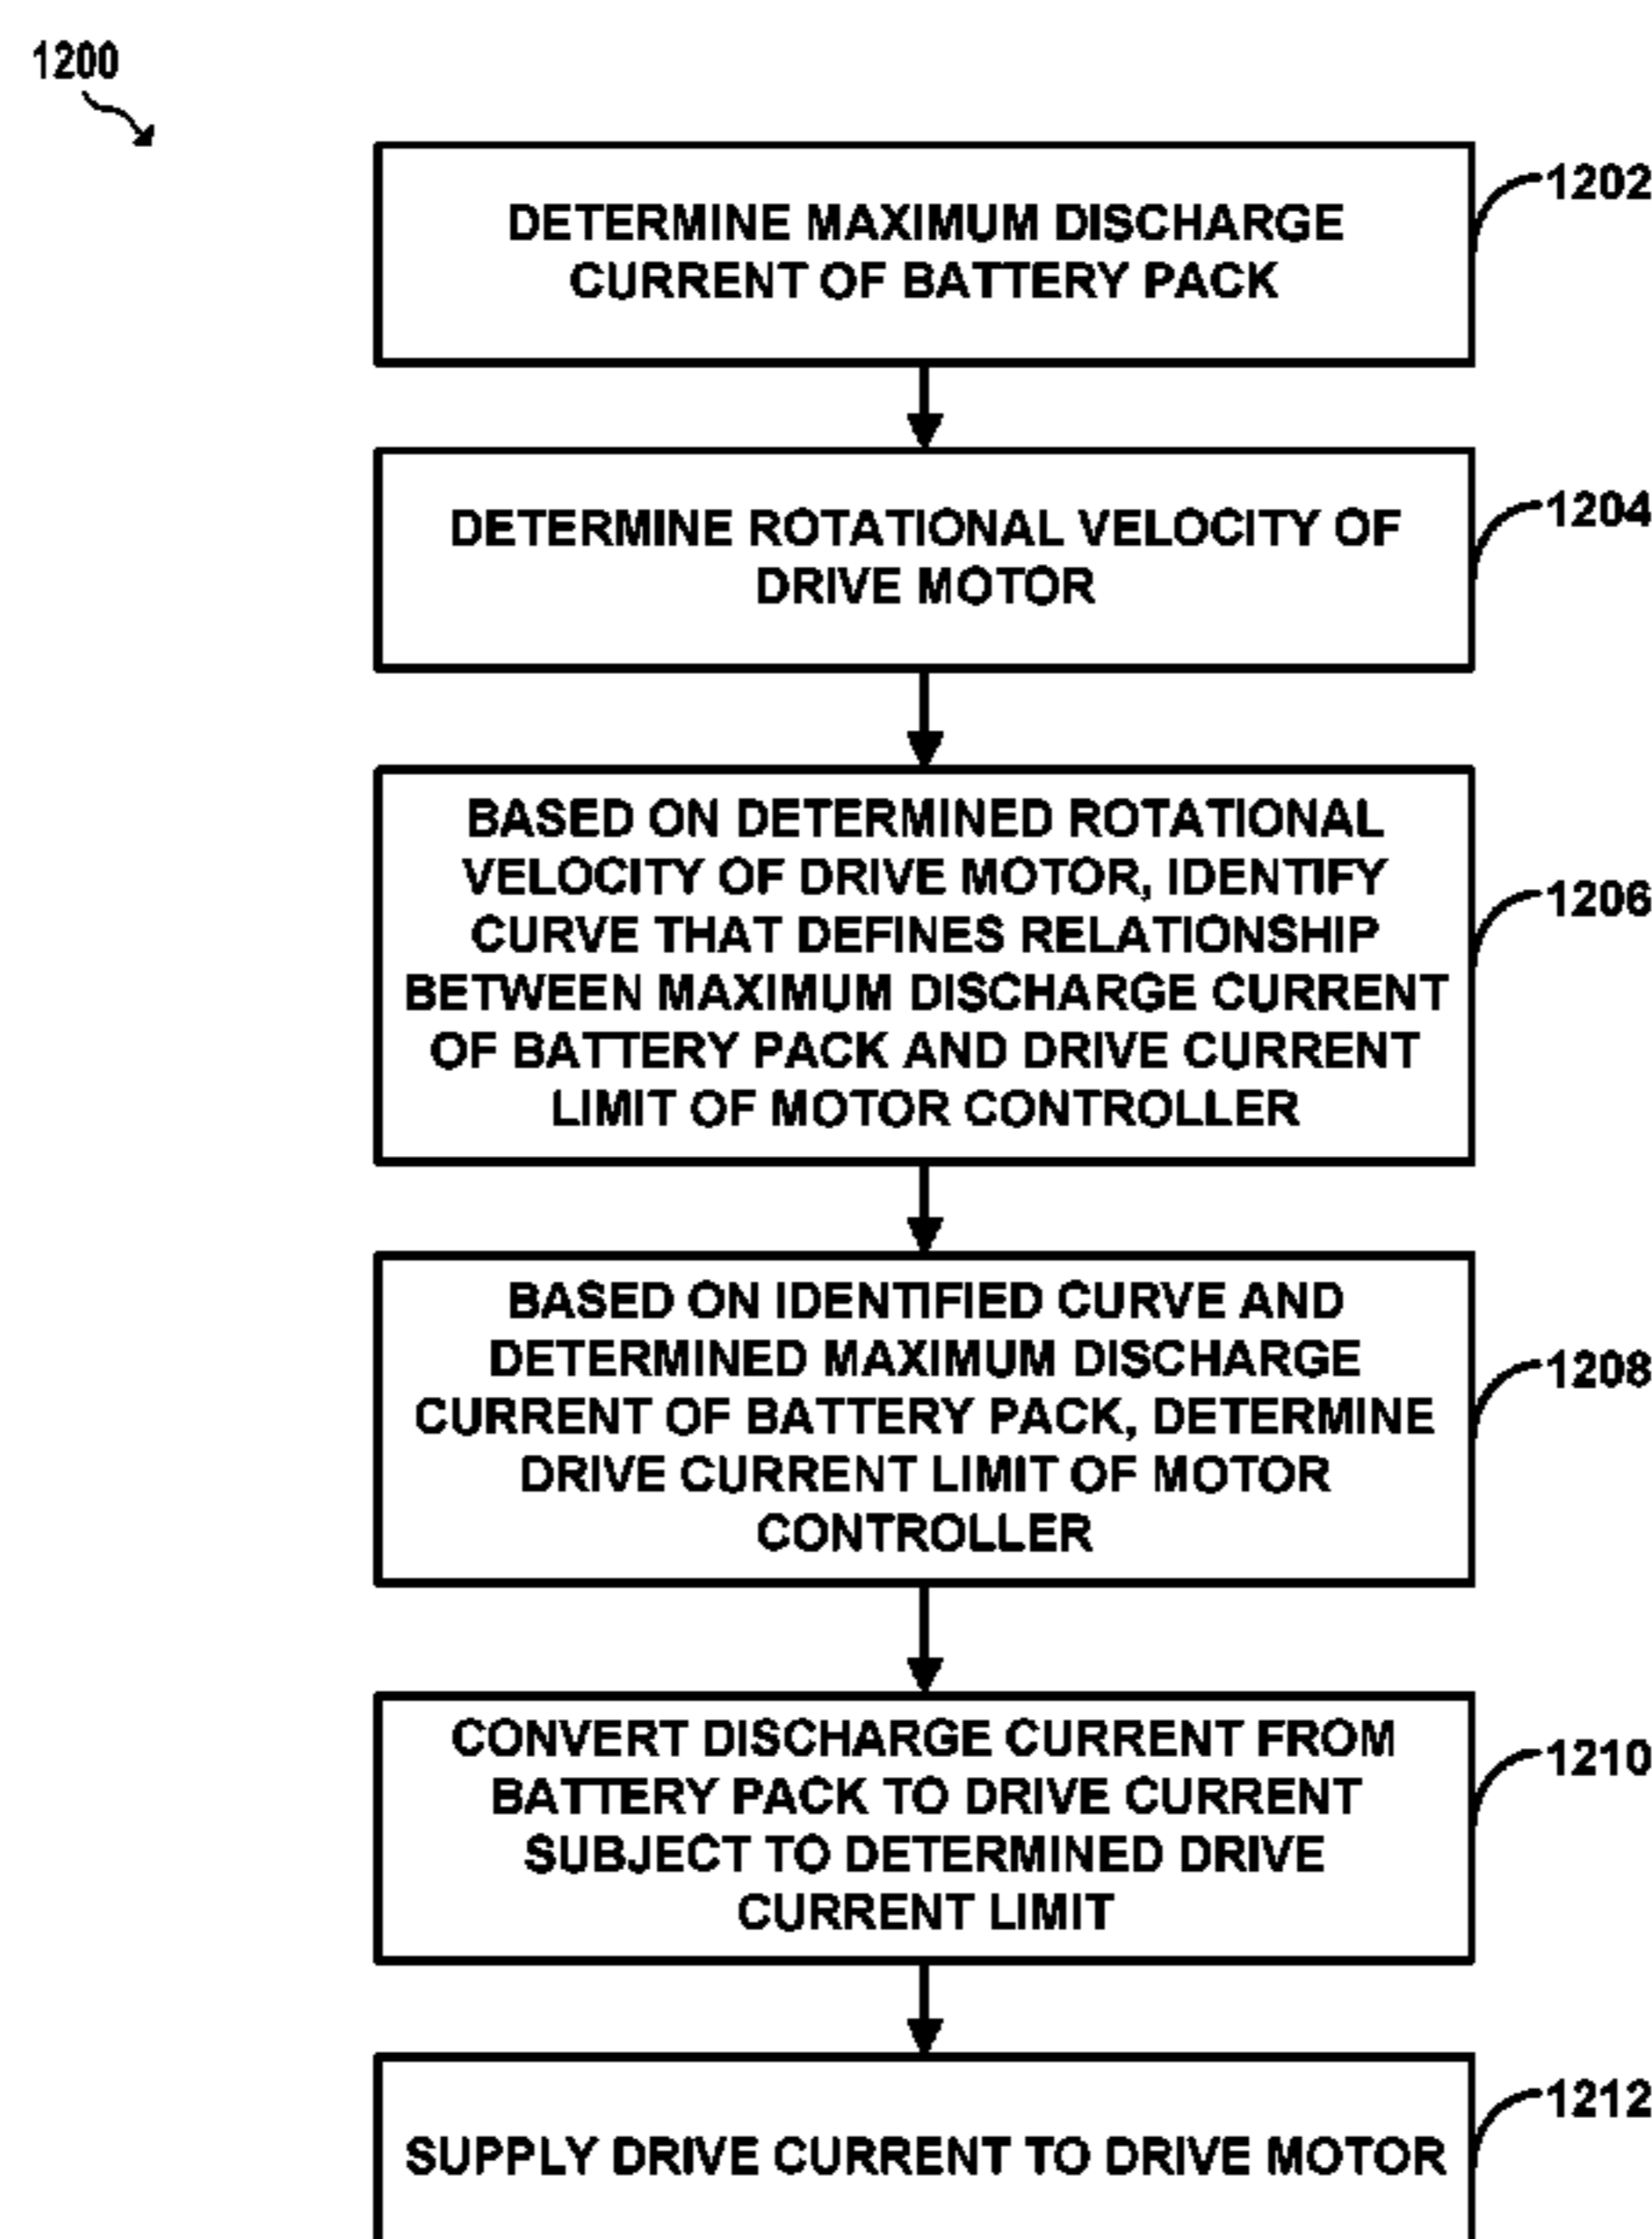 1200
DETERMINE MAXIMUM DISCHARGE
CURRENT OF BATTERY PACK
1202
DETERMINE ROTATIONAL VELOCITY OF
DRIVE MOTOR
1204
BASED ON DETERMINED ROTATIONAL
VELOCITY OF DRIVE MOTOR, IDENTIFY
CURVE THAT DEFINES RELATIONSHIP
BETWEEN MAXIMUM DISCHARGE CURRENT
OF BATTERY PACK AND DRIVE CURRENT
LIMIT OF MOTOR CONTROLLER
1206
BASED ON IDENTIFIED CURVE AND
DETERMINED MAXIMUM DISCHARGE
CURRENT OF BATTERY PACK, DETERMINE
DRIVE CURRENT LIMIT OF MOTOR
CONTROLLER
1208
CONVERT DISCHARGE CURRENT FROM
BATTERY PACK TO DRIVE CURRENT
SUBJECT TO DETERMINED DRIVE
CURRENT LIMIT
1210
SUPPLY DRIVE CURRENT TO DRIVE MOTOR
1212